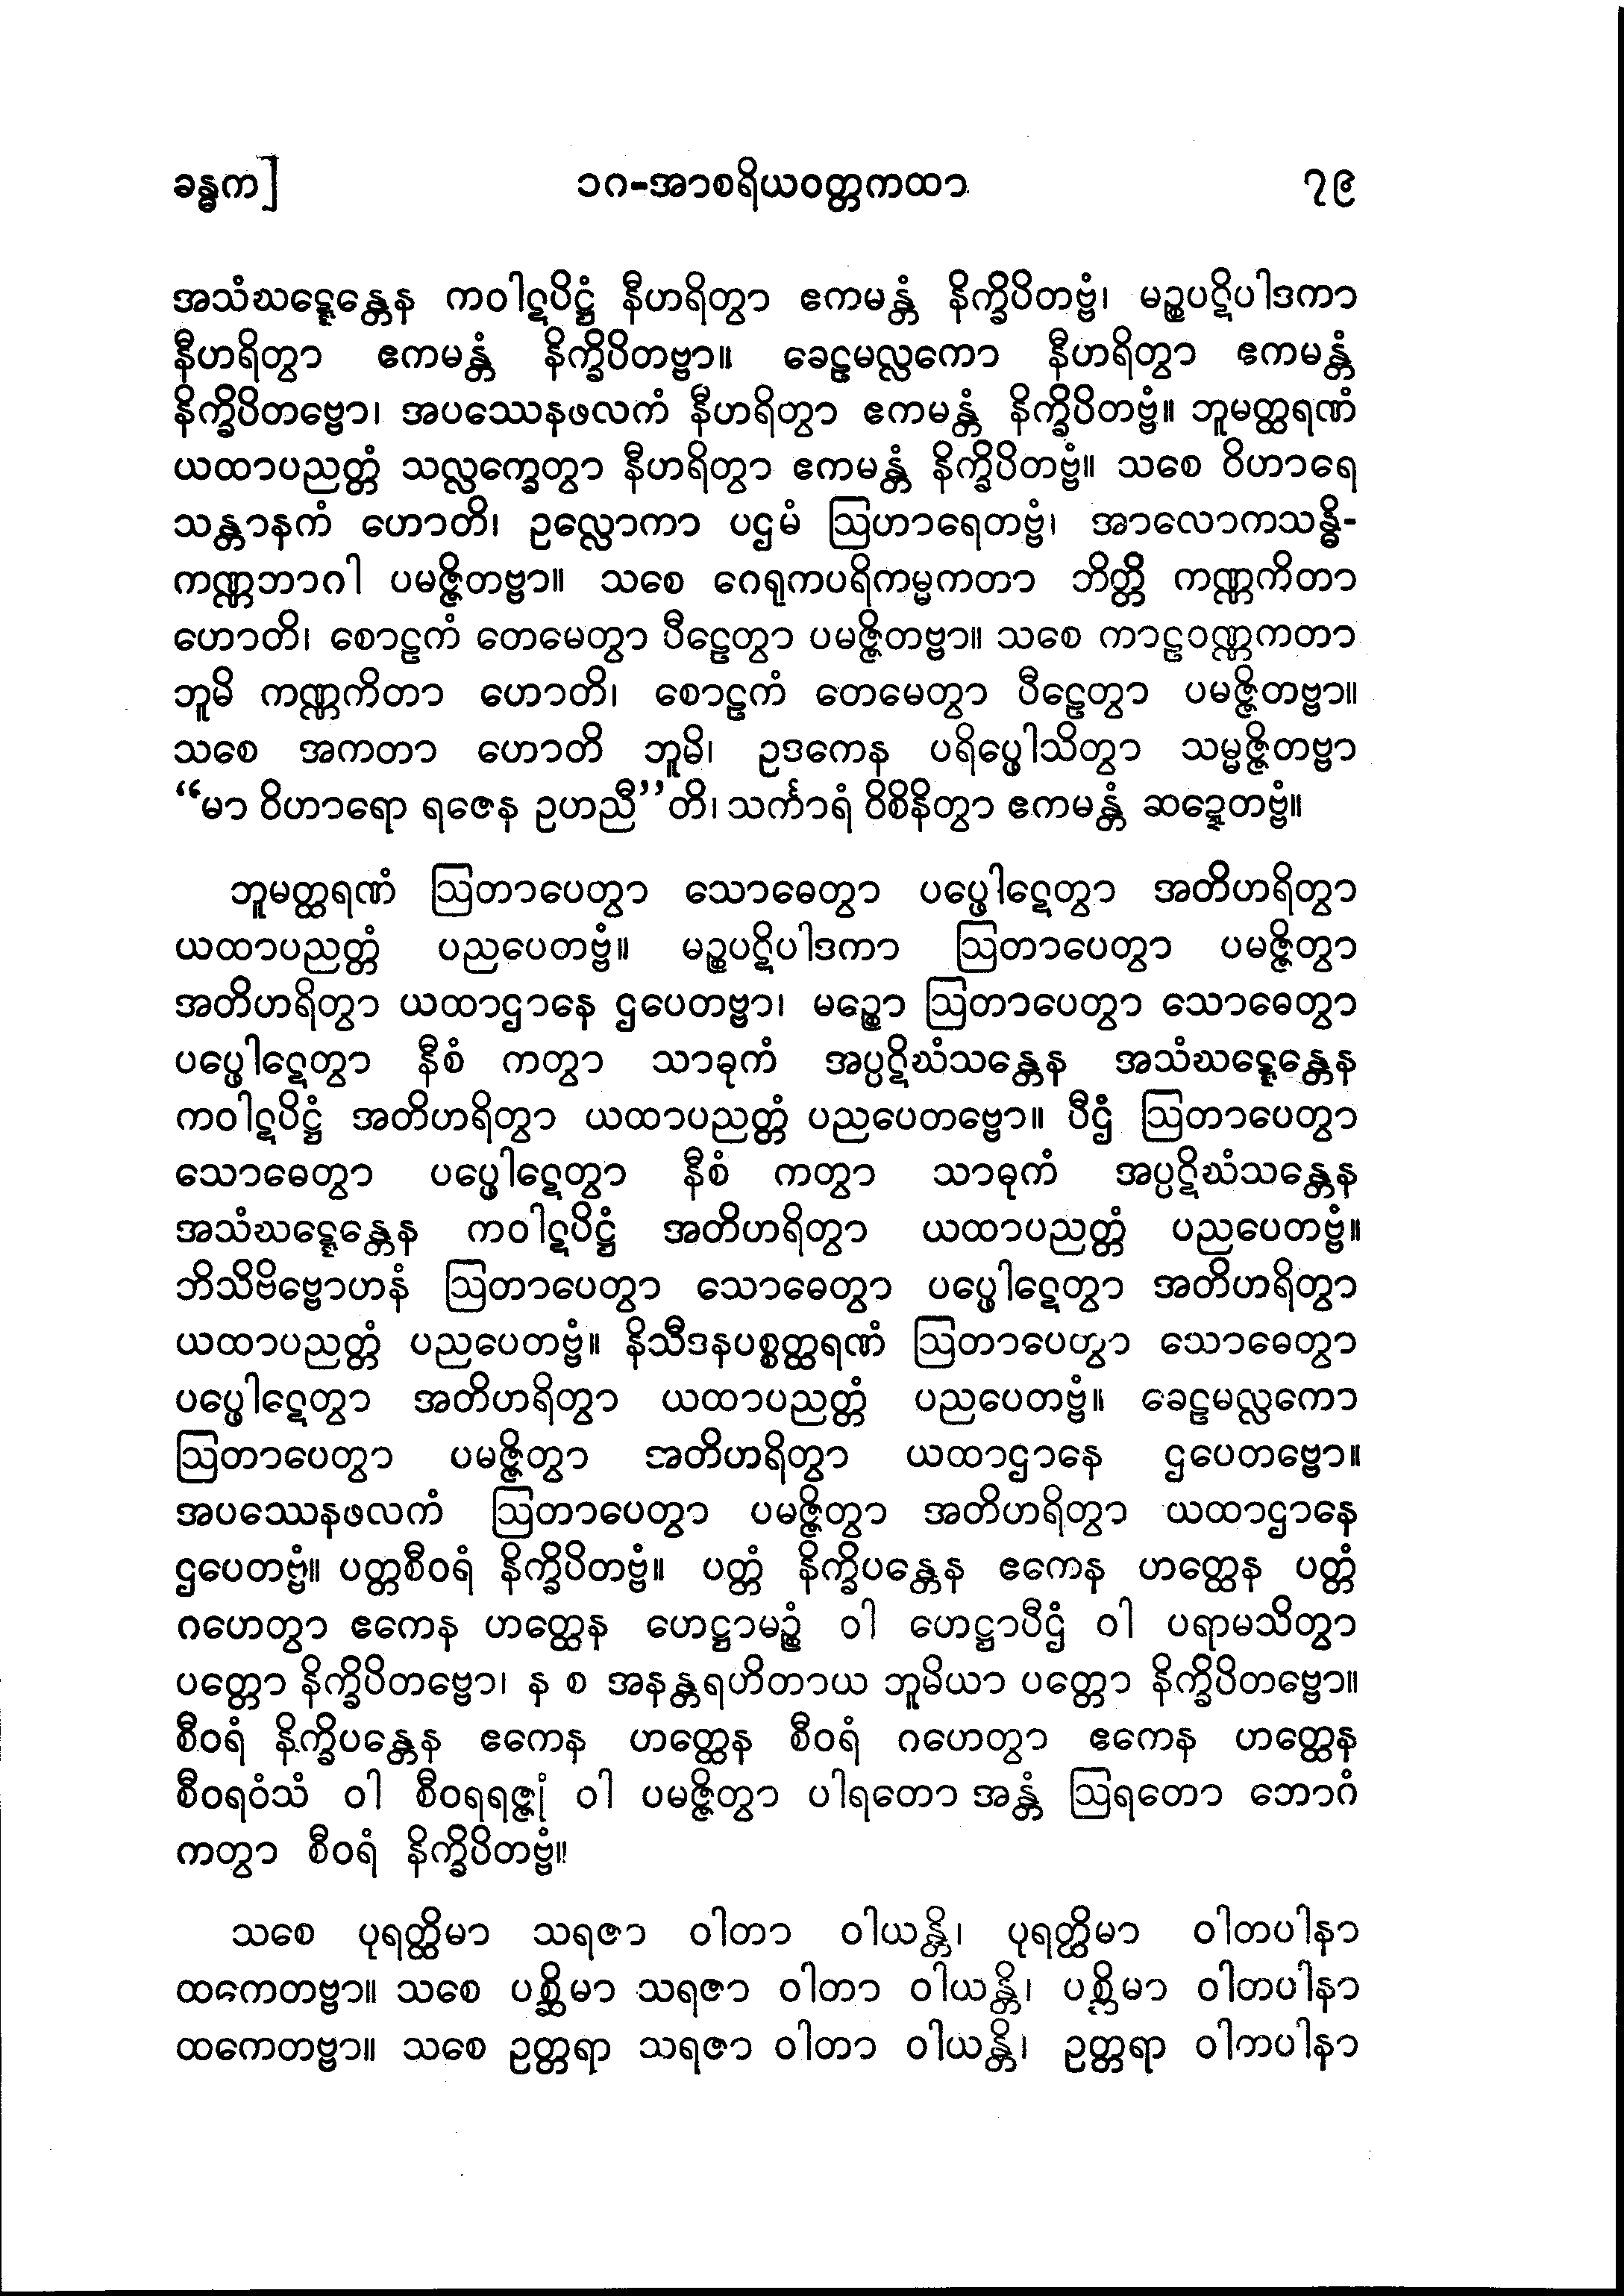 ခန္ဓက] ၁၈-အာစရိယဝတ္တကထာ ၇၉
အသံဃဋ္ဋေန္တေန ကဝါဋပိဋ္ဌံ နီဟရိတွာ ဧကမန္တံ နိက္ခိပိတဗ္ဗံ၊ မဉ္စပဋိပါဒကာ
နီဟရိတွာ ဧကမန္တံ နိက္ခိပိတဗ္ဗာ။ ခေဠမလ္လကော နီဟရိတွာ ဧကမန္တံ
နိက္ခိပိတဗ္ဗော၊ အပဿေနဖလကံ နီဟရိတွာ ဧကမန္တံ နိက္ခိပိတဗ္ဗံ။ ဘူမတ္ထရဏံ
ယထာပညတ္တံ သလ္လက္ခေတွာ နီဟရိတွာ ဧကမန္တံ နိက္ခိပိတဗ္ဗံ။ သစေ ဝိဟာရေ
သန္တာနကံ ဟောတိ၊ ဥလ္လောကာ ပဌမံ ဩဟာရေတဗ္ဗံ၊ အာလောကသန္ဓိ-
ကဏ္ဏဘာဂါ ပမဇ္ဇိတဗ္ဗာ။ သစေ ဂေရုကပရိကမ္မကတာ ဘိတ္တိ ကဏ္ဏကိတာ
ဟောတိ၊ စောဠကံ တေမေတွာ ပီဠေတွာ ပမဇ္ဇိတဗ္ဗာ။ သစေ ကာဠဝဏ္ဏကတာ
ဘူမိ ကဏ္ဏကိတာ ဟောတိ၊ စောဠကံ တေမေတွာ ပီဠေတွာ ပမဇ္ဇိတဗ္ဗာ။
သစေ အကတာ ဟောတိ ဘူမိ၊ ဥဒကေန ပရိပ္ဖေါသိတွာ သမ္မဇ္ဇိတဗ္ဗာ
“မာ ဝိဟာရော ရဇေန ဥဟညီ”တိ၊ သင်္ကာရံ ဝိစိနိတွာ ဧကမန္တံ ဆဍ္ဍေတဗ္ဗံ။
ဘူမတ္ထရဏံ ဩတာပေတွာ သောဓေတွာ ပပ္ဖေါဋေတွာ အတိဟရိတွာ
ယထာပညတ္တံ ပညပေတဗ္ဗံ။ မဉ္စပဋိပါဒကာ ဩတာပေတွာ ပမဇ္ဇိတွာ
အတိဟရိတွာ ယထာဌာနေ ဌပေတဗ္ဗာ၊ မဉ္စော ဩတာပေတွာ သောဓေတွာ
ပပ္ဖေါဋေတွာ နီစံ ကတွာ သာဓုကံ အပ္ပဋိဃံသန္တေန အသံဃဋ္ဋေန္တေန
ကဝါဋပိဋ္ဌံ အတိဟရိတွာ ယထာပညတ္တံ ပညပေတဗ္ဗော။ ပီဌံ ဩတာပေတွာ
သောဓေတွာ ပပ္ဖေါဋေတွာ နီစံ ကတွာ သာဓုကံ အပ္ပဋိဃံသန္တေန
အသံဃဋ္ဋေန္တေန ကဝါဋပိဋ္ဌံ အတိဟရိတွာ ယထာပညတ္တံ ပညပေတဗ္ဗံ။
ဘိသိဗိဗ္ဗောဟနံ ဩတာပေတွာ သောဓေတွာ ပပ္ဖေါဋေတွာ အတိဟရိတွာ
ယထာပညတ္တံ ပညပေတဗ္ဗံ။ နိသီဒနပစ္စတ္ထရဏံ ဩတာပေတွာ သောဓေတွာ
ပပ္ဖေါဋေတွာ အတိဟရိတွာ ယထာပညတ္တံ ပညပေတဗ္ဗံ။ ခေဠမလ္လကော
ဩတာပေတွာ ပမဇ္ဇိတွာ အတိဟရိတွာ ယထာဌာနေ ဌပေတဗ္ဗော။
အပဿေနဖလကံ ဩတာပေတွာ ပမဇ္ဇိတွာ အတိဟရိတွာ ယထာဌာနေ
ဌပေတဗ္ဗံ။ ပတ္တစီဝရံ နိက္ခိပိတဗ္ဗံ။ ပတ္တံ နိက္ခိပန္တေန ဧကေန ဟတ္ထေန ပတ္တံ
ဂဟေတွာ ဧကေန ဟတ္ထေန ဟေဋ္ဌာမဉ္စံ ဝါ ဟေဋ္ဌာပီဌံ ဝါ ပရာမသိတွာ
ပတ္တော နိက္ခိပိတဗ္ဗော၊ န စ အနန္တရဟိတာယ ဘူမိယာ ပတ္တော နိက္ခိပိတဗ္ဗော။
စီဝရံ နိက္ခိပန္တေန ဧကေန ဟတ္ထေန စီဝရံ ဂဟေတွာ ဧကေန ဟတ္ထေန
စီဝရဝံသံ ဝါ စီဝရရဇ္ဇုံ ဝါ ပမဇ္ဇိတွာ ပါရတော အန္တံ ဩရတော ဘောဂံ
ကတွာ စီဝရံ နိက္ခိပိတဗ္ဗံ။
သစေ ပုရတ္ထိမာ သရဇာ ဝါတာ ဝါယန္တိ၊ ပုရတ္ထိမာ ဝါတပါနာ
ထကေတဗ္ဗာ။ သစေ ပစ္ဆိမာ သရဇာ ဝါတာ ဝါယန္တိ၊ ပစ္ဆိမာ ဝါတပါနာ
ထကေတဗ္ဗာ။ သစေ ဥတ္တရာ သရဇာ ဝါတာ ဝါယန္တိ၊ ဥတ္တရာ ဝါတပါနာ